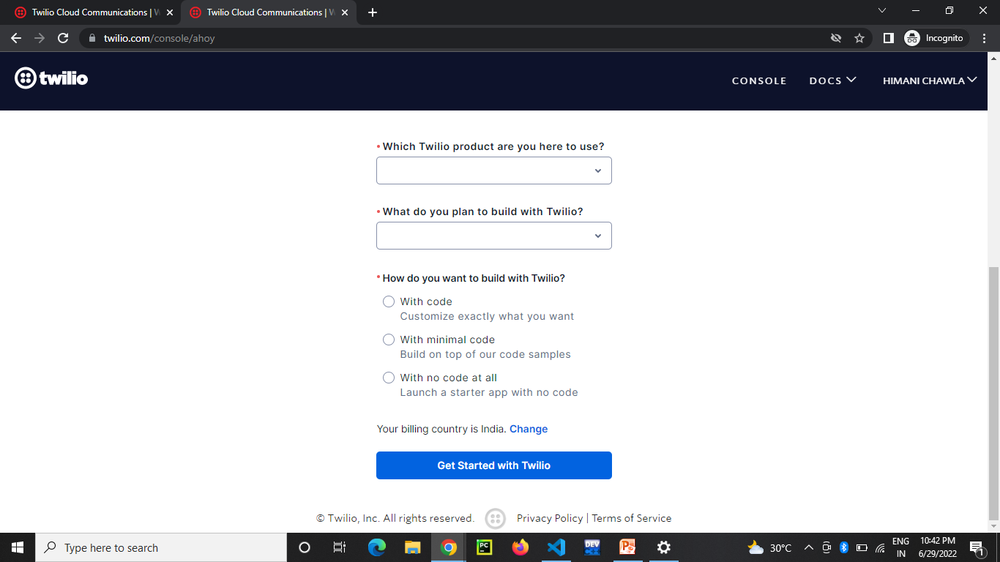 Twilio Cloud Communications |
Twilio Cloud Communications |
twilio.com/console/ahoy
Incognito
twilio
CONSOLE
DOCS
HIMANI CHAWLA
• Which Twilio product are you here to use?
• What do you plan to build with Twilio?
• How do you want to build with Twilio?
With code
Customize exactly what you want
With minimal code
Build on top of our code samples
With no code at all
Launch a starter app with no code
Your billing country is India. Change
Get Started with Twilio
© Twilio, Inc. All rights reserved.
Privacy Policy | Terms of Service
Type here to search
PC
DEV
P
30°C
ENG
IN
10:42 PM
6/29/2022
1